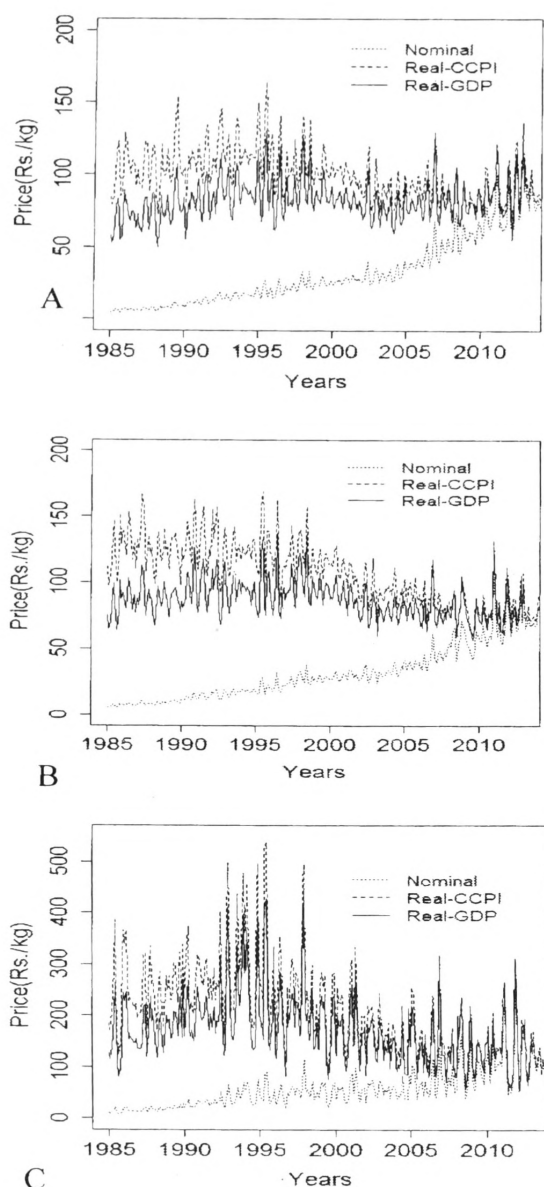 200
150
100
50
Price(Rs./kg)
Nominal
Real-CCPI
Real-GDP
A
1985 1990 1995 2000 2005 2010
Years
200
150
100
50
0
Price(Rs./kg)
Nominal
Real-CCPI
Real-GDP
1985 1990 1995 2000 2005 2010
B
Years
500
400
300
200
100
0
Price(Rs./kg)
Nominal
Real-CCPI
Real-GDP
1985 1990 1995 2000 2005 2010
C
Years